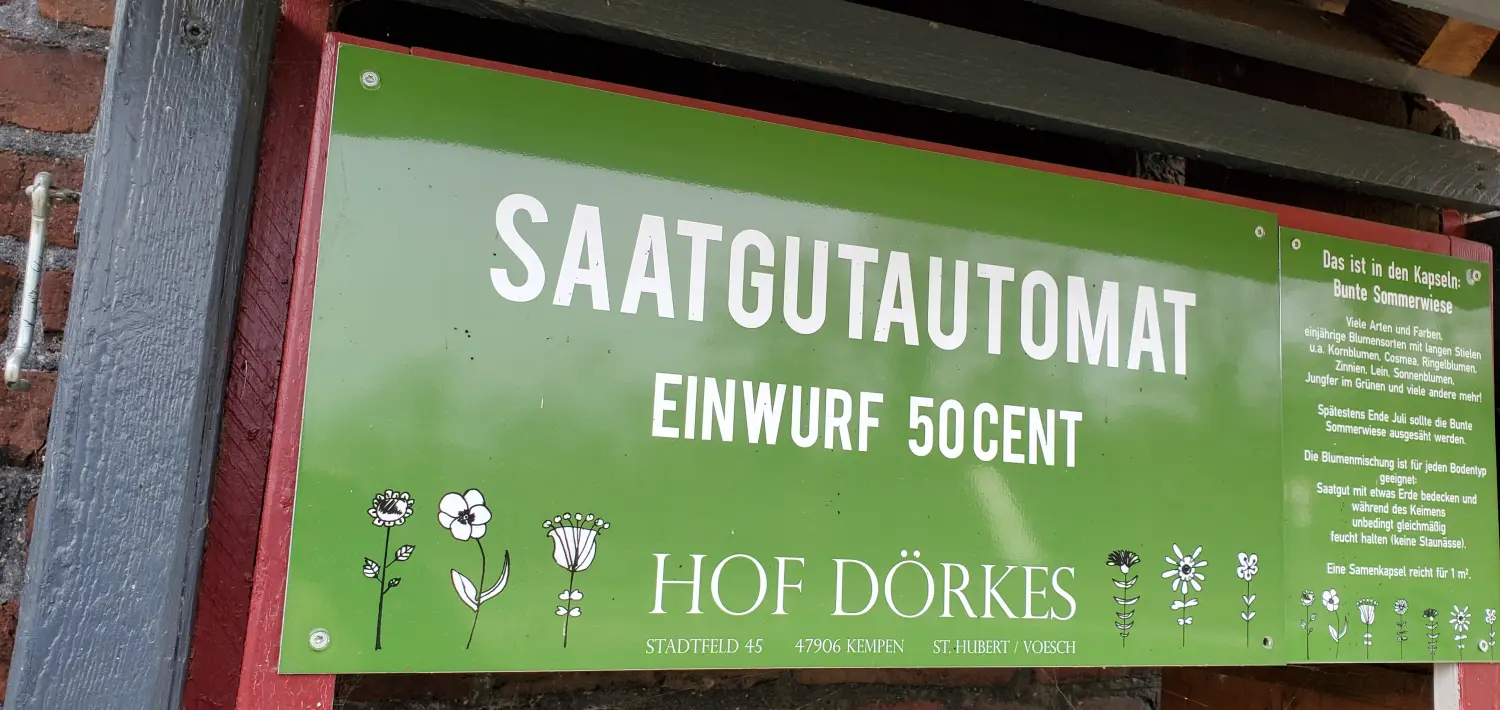 SAATGUTAUTOMAT
EINWURF 50 CENT
HOF DÖRKES
STADTFELD 45 47906 KEMPEN ST. HUBERT / VOESCH
Das ist in den Kapseln:
Bunte Sommerwiese
Viele Arten und Farben,
einjährige Blumensorten mit langen Stielen
u.a. Kornblumen, Cosmea, Ringelblumen,
Zinnien, Lein, Sonnenblumen,
Jungfer im Grünen und viele andere mehr!
Spätestens Ende Juli sollte die Bunte
Sommerwiese ausgesäht werden.
Die Blumenmischung ist für jeden Bodentyp
geeignet:
Saatgut mit etwas Erde bedecken und
während des Keimens
unbedingt gleichmäßig
feucht halten (keine Staunässe).
Eine Samenkapsel reicht für 1 m².